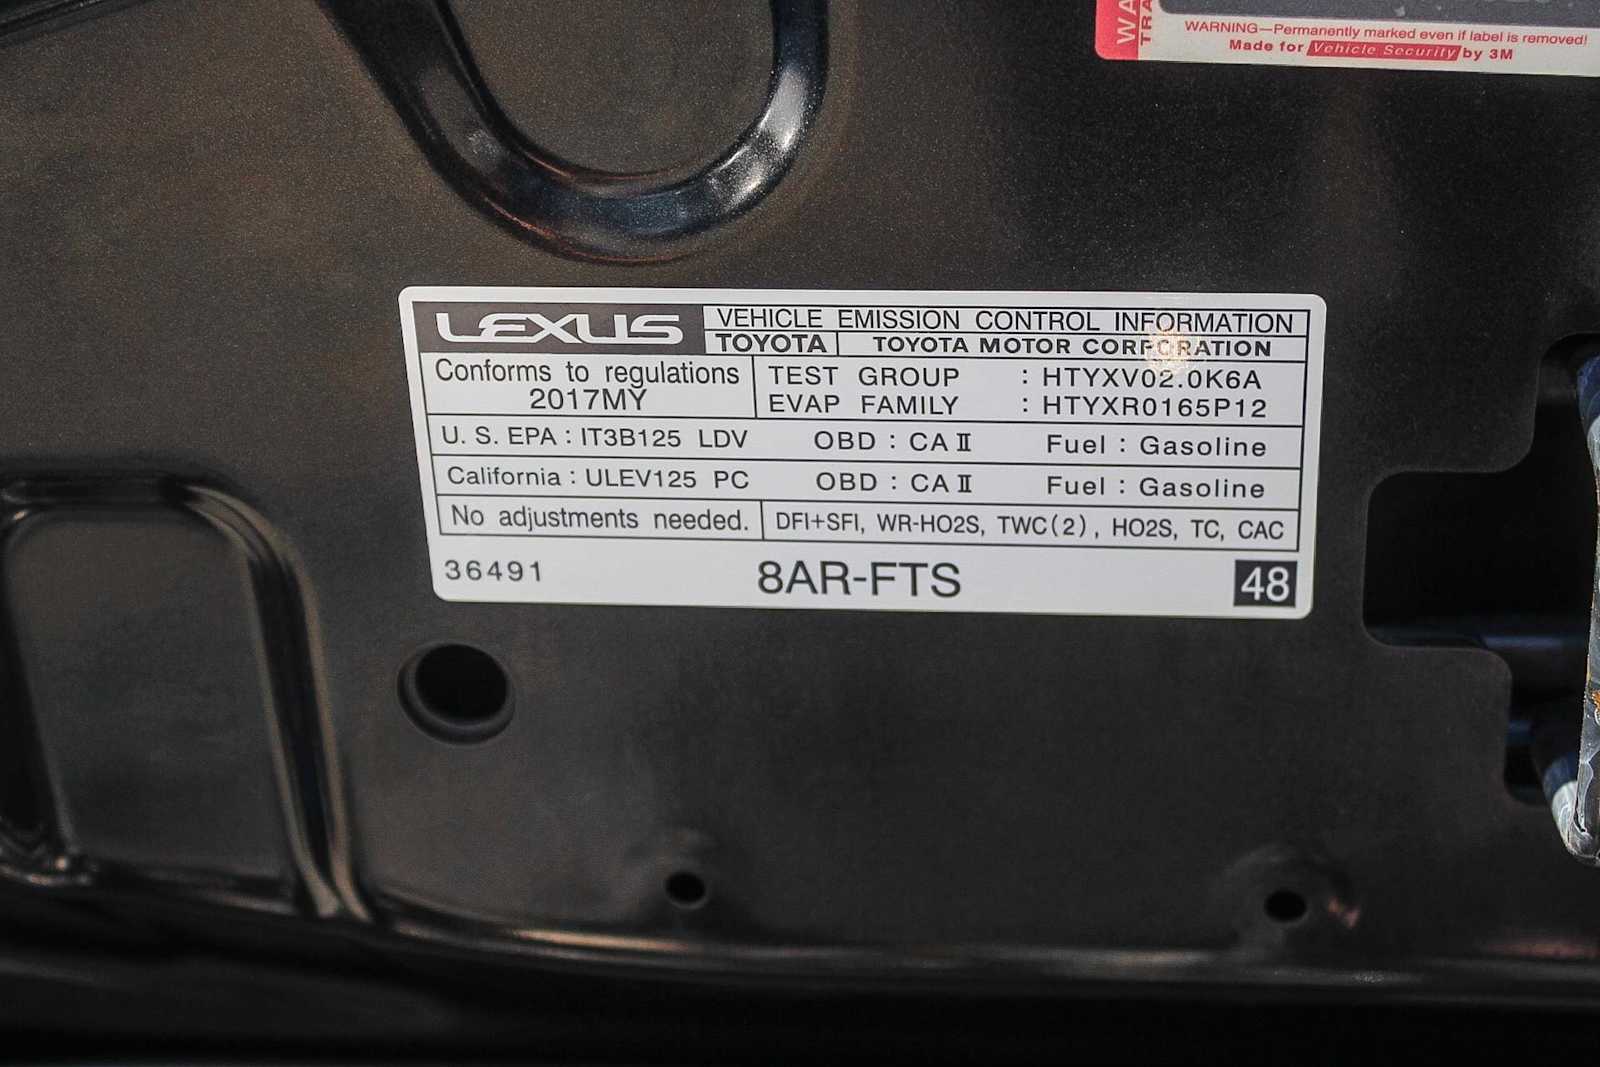 WA
TRA
WARNING—Permanently marked even if label is removed!
Made for Vehicle Security by 3M
LEXUS VEHICLE EMISSION CONTROL INFORMATION
TOYOTA TOYOTA MOTOR CORPORATION
Conforms to regulations TEST GROUP : HTYXV02.0K6A
2017MY EVAP FAMILY : HTYXR0165P12
U. S. EPA : IT3B125 LDV OBD : CA II Fuel : Gasoline
California : ULEV125 PC OBD : CA II Fuel : Gasoline
No adjustments needed. DFI+SFI, WR-HO2S, TWC(2), HO2S, TC, CAC
36491 8AR-FTS 48